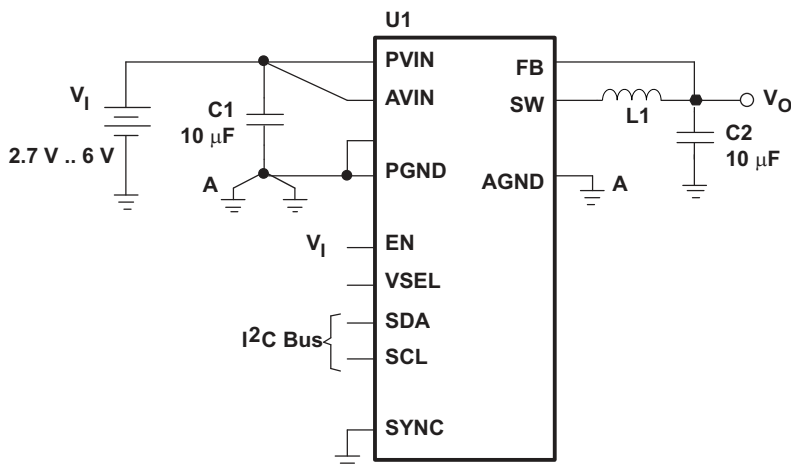 U1
PVIN
FB
V_I
AVIN
SW
V_O
C1
10 μF
L1
C2
10 μF
2.7 V .. 6 V
A
PGND
AGND
A
V_I
EN
VSEL
SDA
I²C Bus
SCL
SYNC